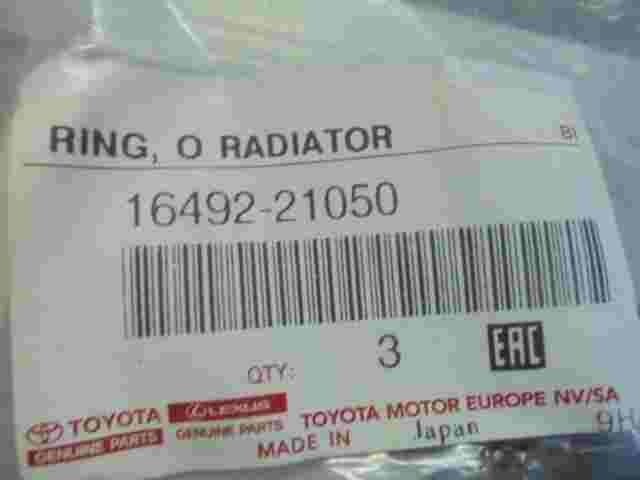 RING, O RADIATOR
16492-21050
QTY: 3 EAC
TOYOTA LEXUS TOYOTA MOTOR EUROPE NV/SA
GENUINE PARTS GENUINE PARTS MADE IN Japan